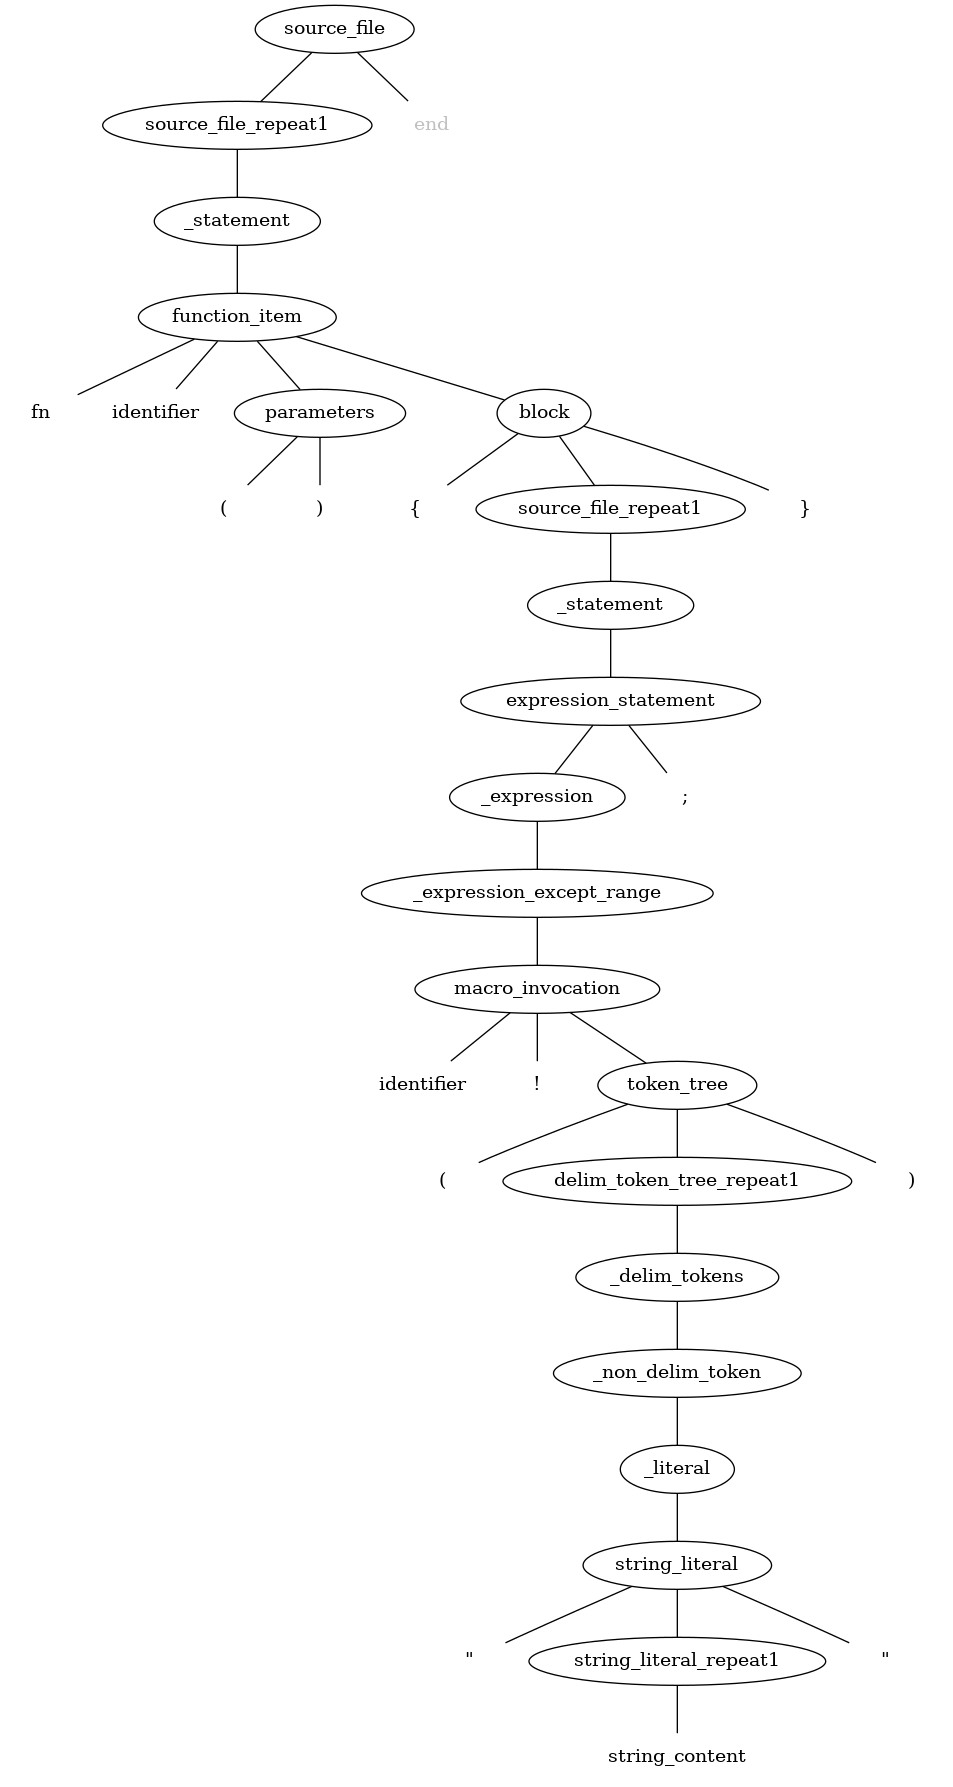 source_file
source_file_repeat1
end
_statement
function_item
fn
identifier
parameters
block
(
)
{
source_file_repeat1
}
_statement
expression_statement
_expression
;
_expression_except_range
macro_invocation
identifier
!
token_tree
(
delim_token_tree_repeat1
)
_delim_tokens
_non_delim_token
_literal
string_literal
"
string_literal_repeat1
"
string_content